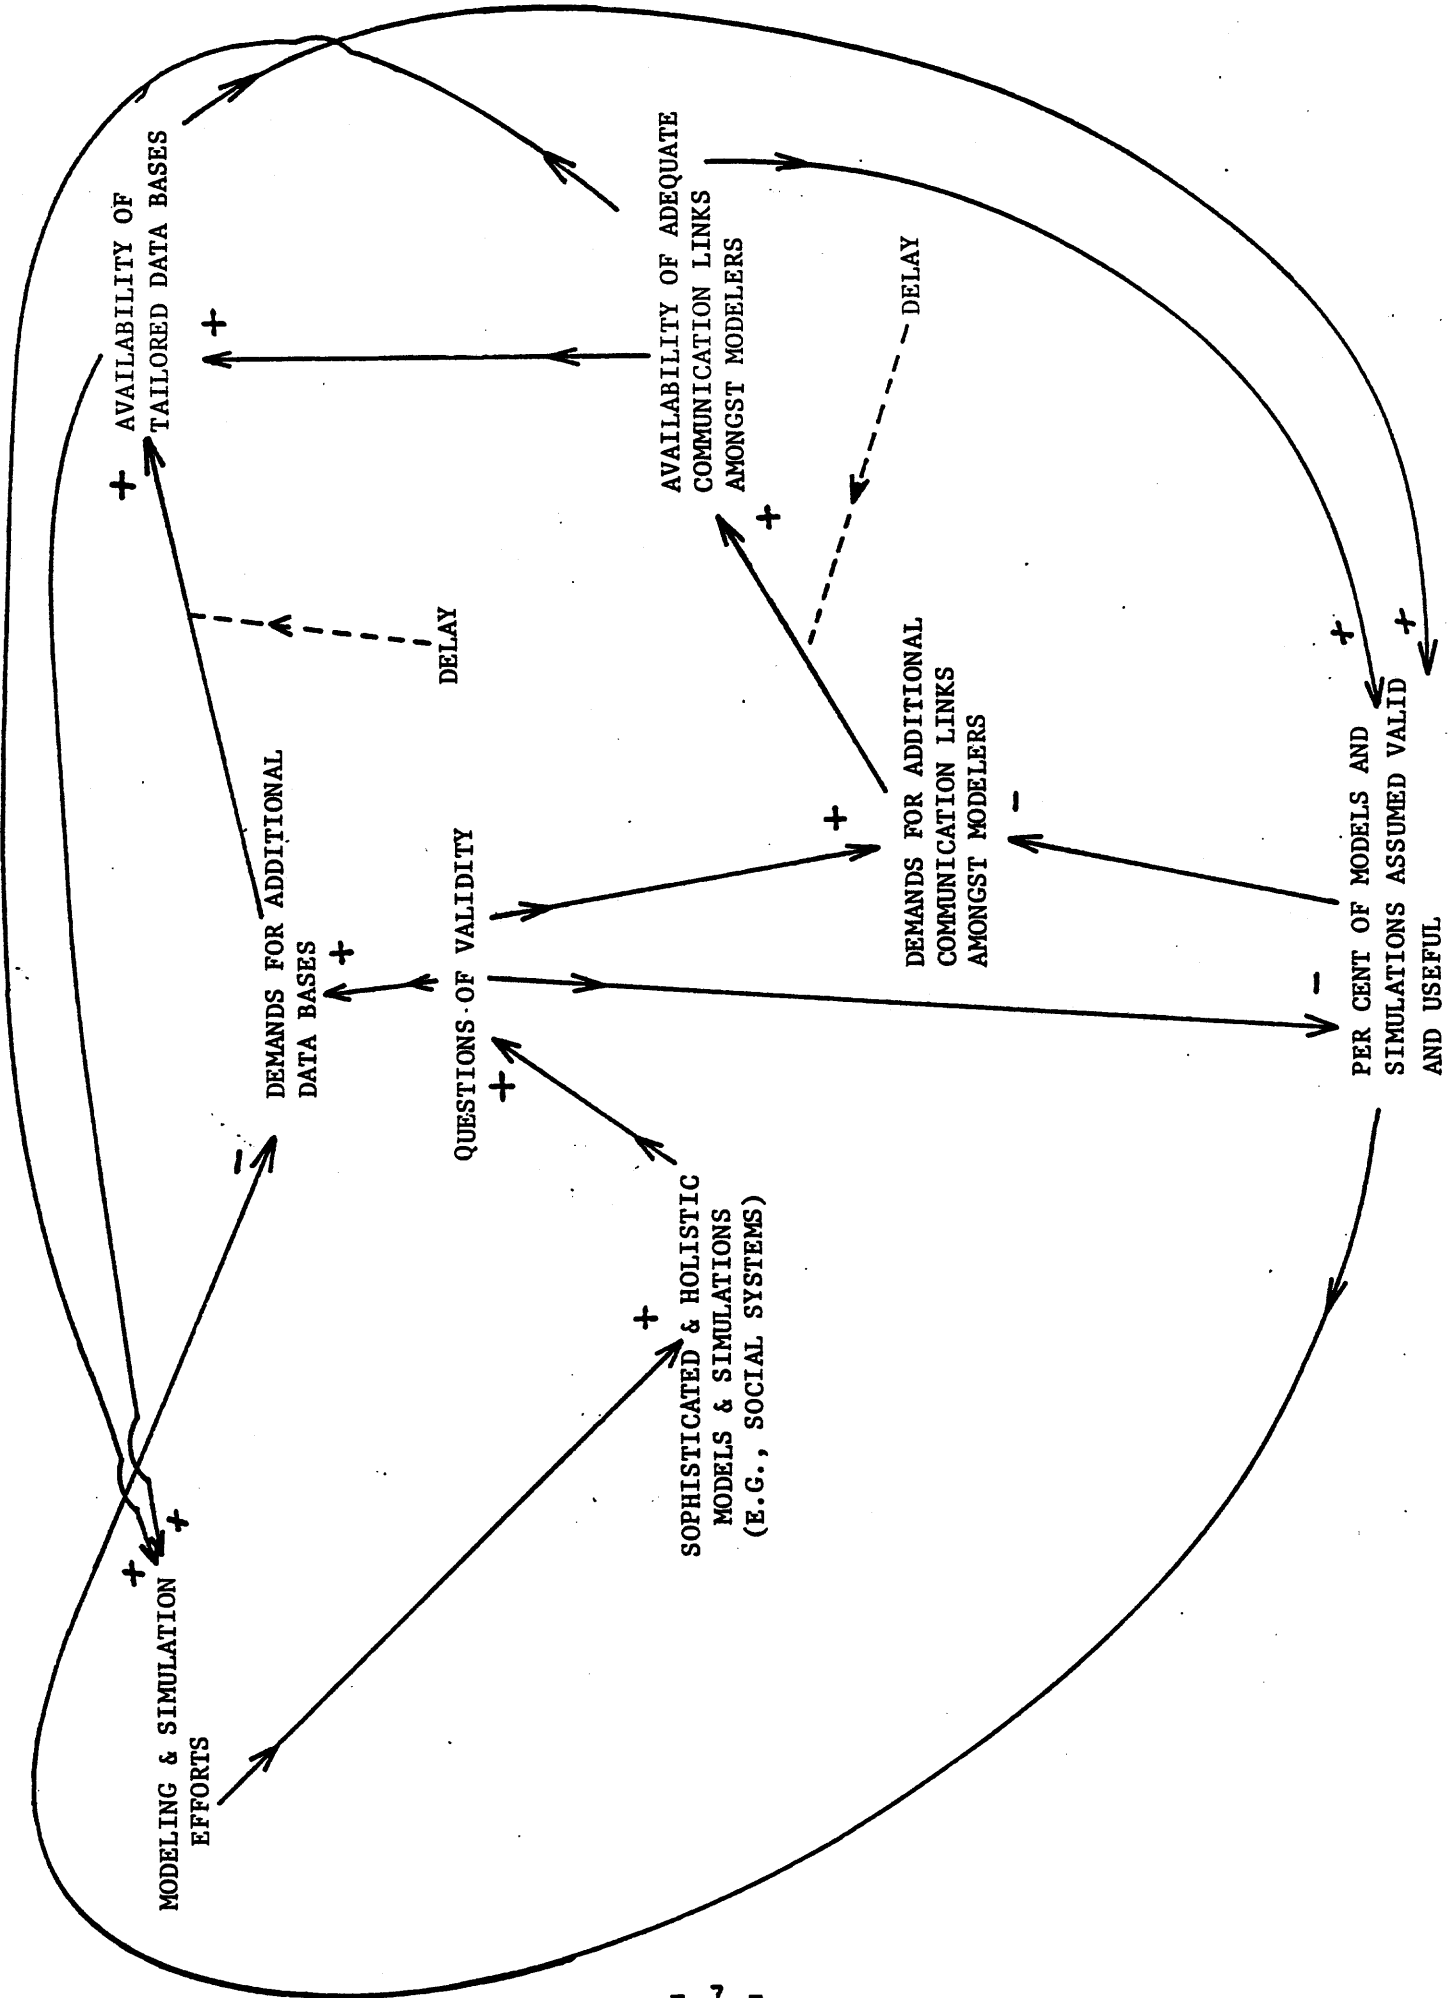 MODELING & SIMULATION
EFFORTS
+
+
-
DEMANDS FOR ADDITIONAL
DATA BASES
+
+
AVAILABILITY OF
TAILORED DATA BASES
+
DELAY
QUESTIONS OF VALIDITY
+
+
SOPHISTICATED & HOLISTIC
MODELS & SIMULATIONS
(E.G., SOCIAL SYSTEMS)
AVAILABILITY OF ADEQUATE
COMMUNICATION LINKS
AMONGST MODELERS
+
DELAY
+
DEMANDS FOR ADDITIONAL
COMMUNICATION LINKS
AMONGST MODELERS
-
-
+
+
PER CENT OF MODELS AND
SIMULATIONS ASSUMED VALID
AND USEFUL
- 7 -